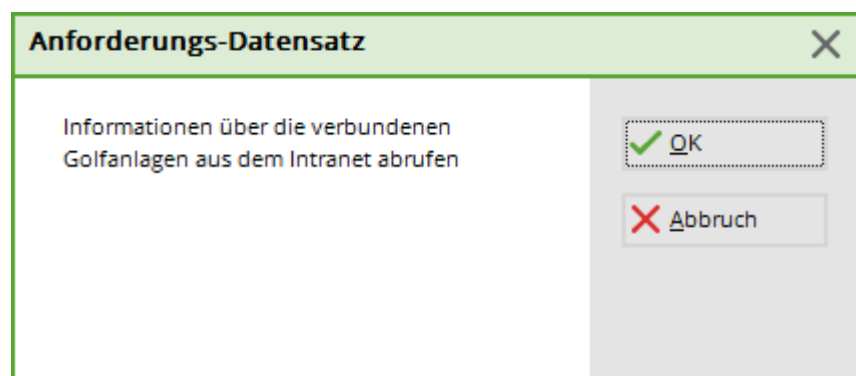 Anforderungs-Datensatz
Informationen über die verbundenen
Golfanlagen aus dem Intranet abrufen
OK
Abbruch